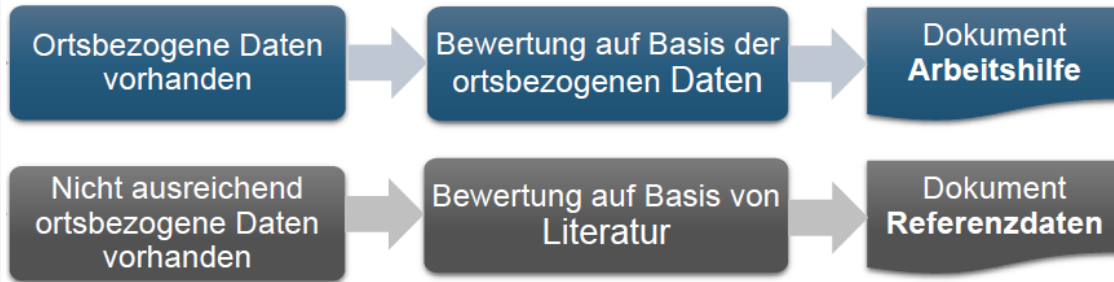 Ortsbezogene Daten
vorhanden
Bewertung auf Basis der
ortsbezogenen Daten
Dokument
Arbeitshilfe
Nicht ausreichend
ortsbezogene Daten
vorhanden
Bewertung auf Basis von
Literatur
Dokument
Referenzdaten